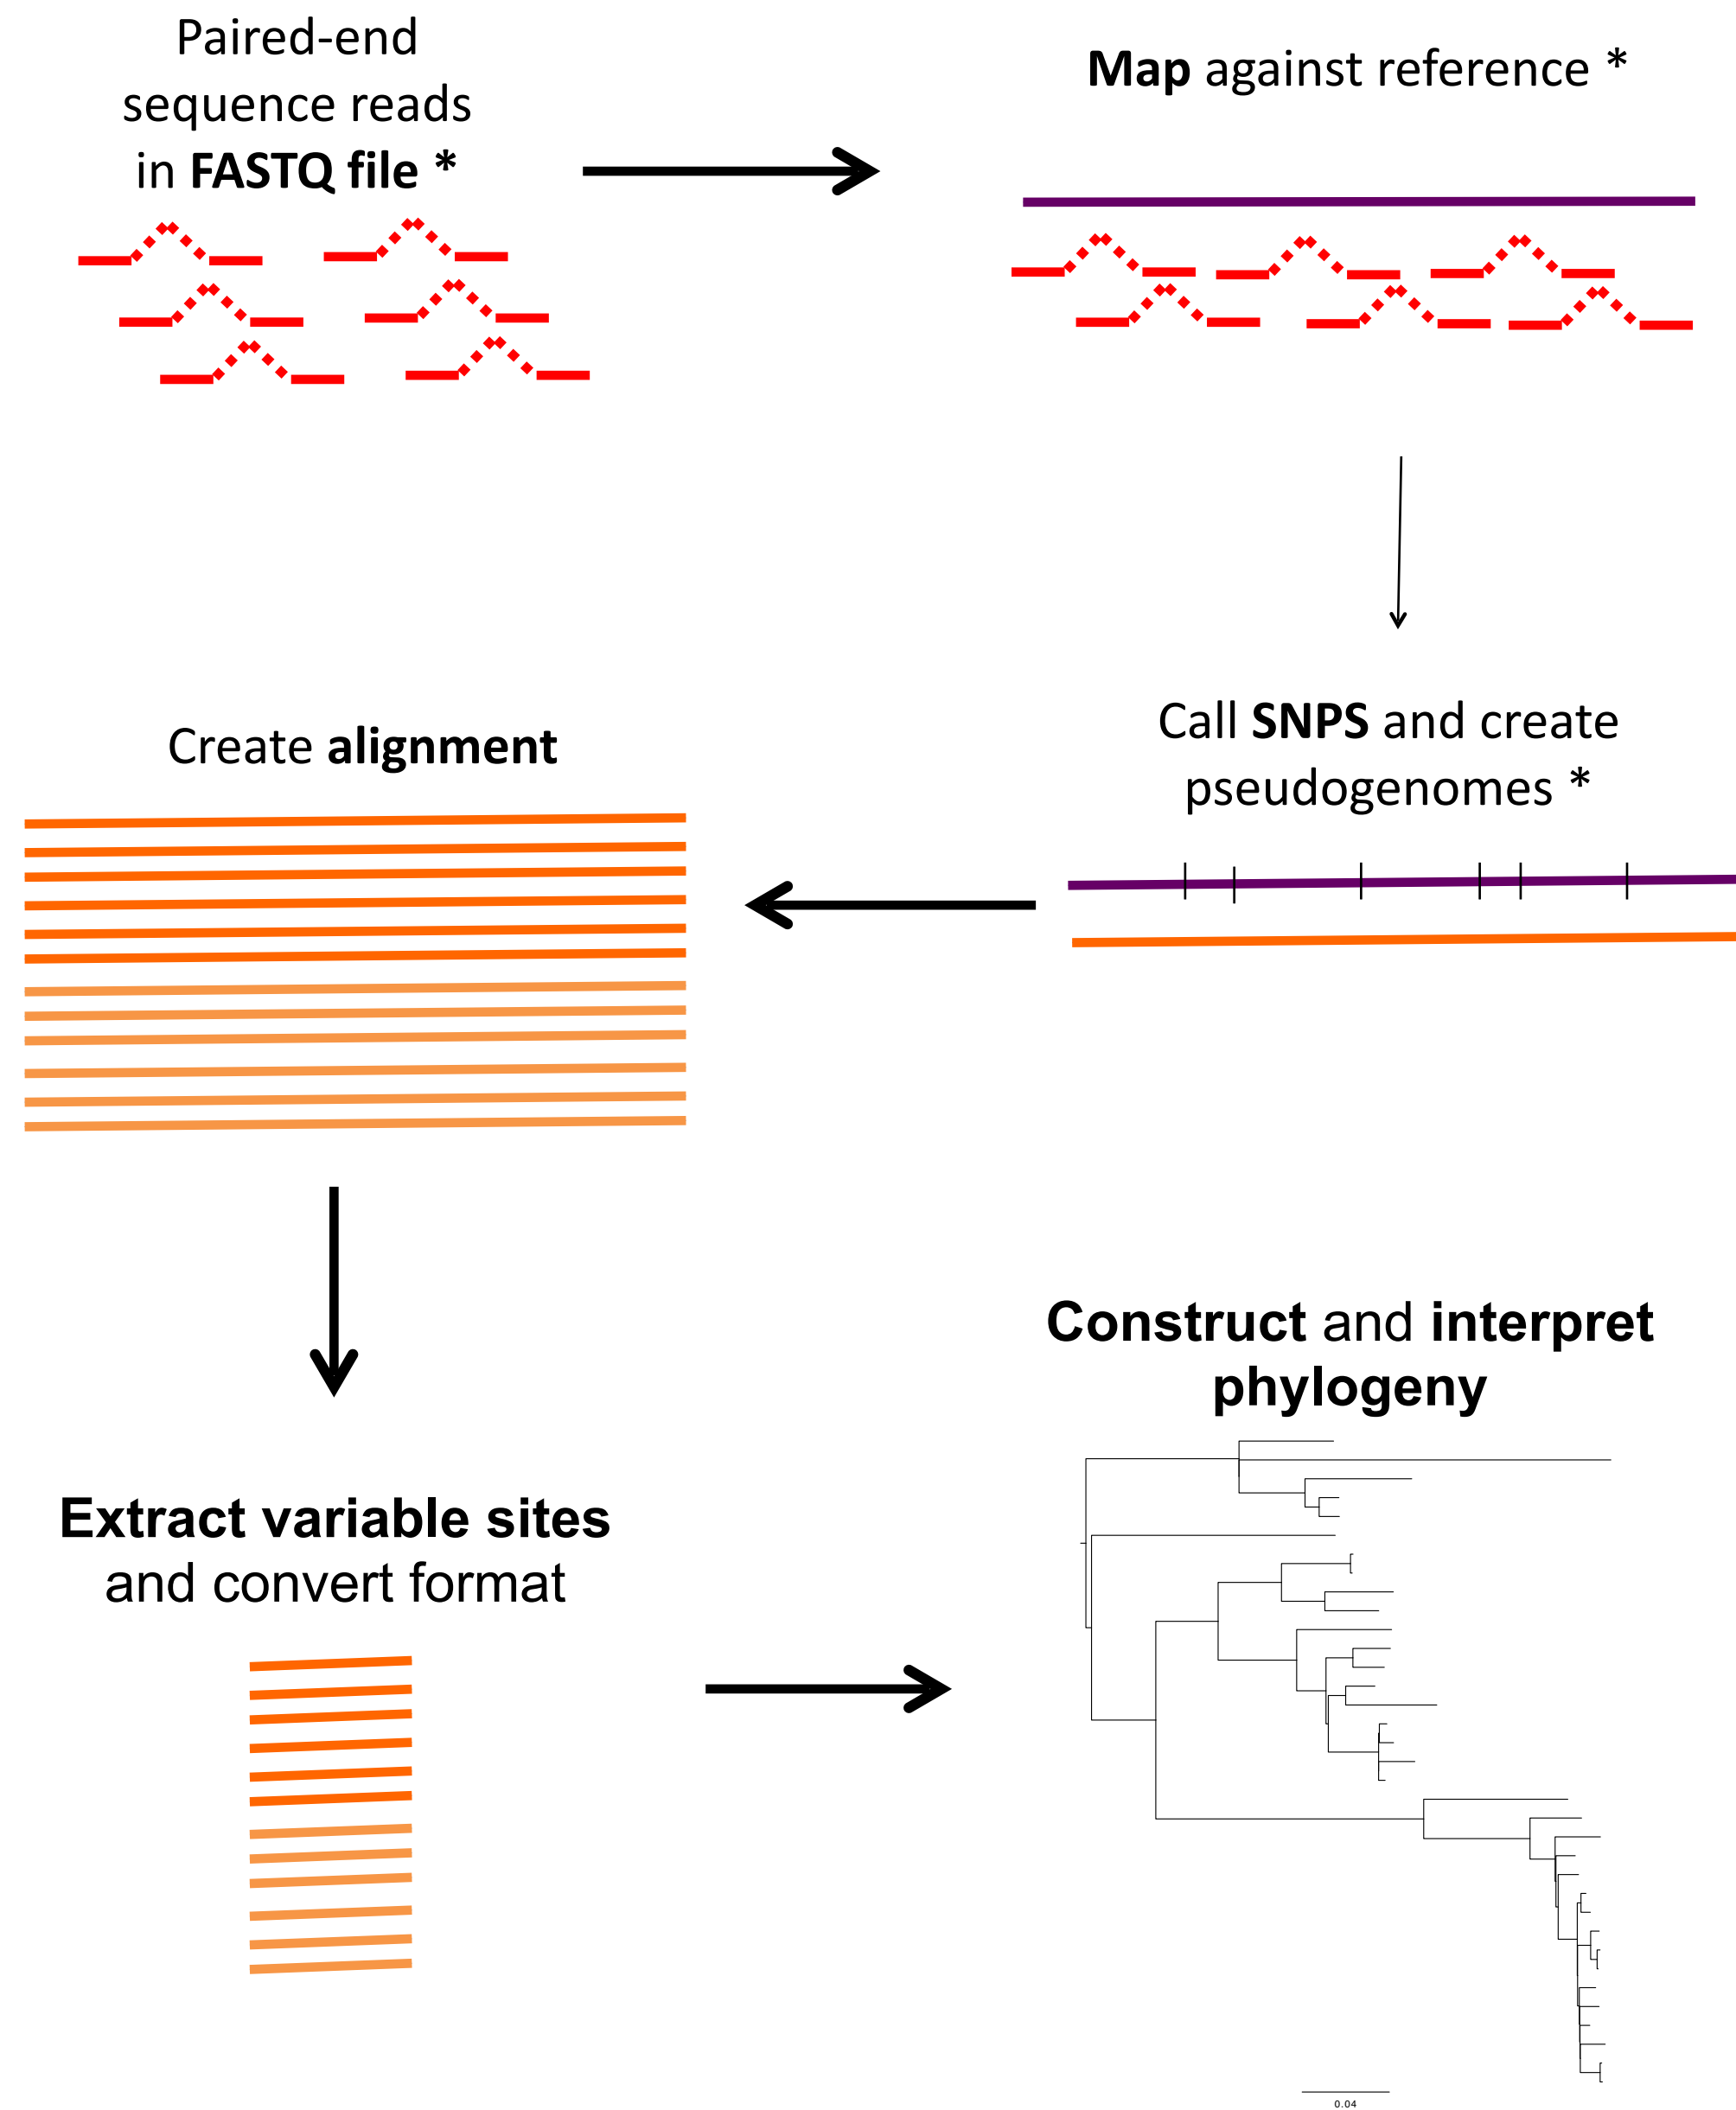 Paired-end
sequence reads
in FASTQ file *
Map against reference *
Call SNPS and create
pseudogenomes *
Create alignment
Extract variable sites
and convert format
Construct and interpret
phylogeny
0.04